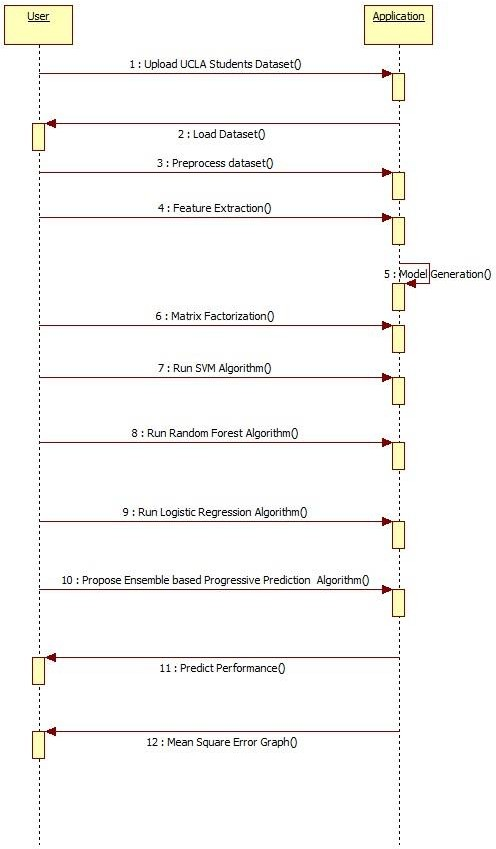 User
Application
1 : Upload UCLA Students Dataset()
2 : Load Dataset()
3 : Preprocess dataset()
4 : Feature Extraction()
5 : Model Generation()
6 : Matrix Factorization()
7 : Run SVM Algorithm()
8 : Run Random Forest Algorithm()
9 : Run Logistic Regression Algorithm()
10 : Propose Ensemble based Progressive Prediction Algorithm()
11 : Predict Performance()
12 : Mean Square Error Graph()